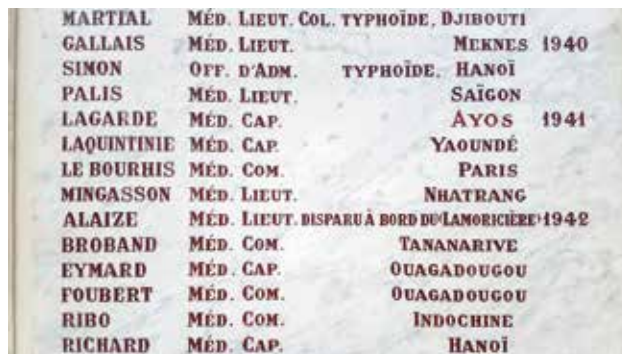 MARTIAL MÉD. LIEUT. COL. TYPHOÏDE, DJIBOUTI
GALLAIS MÉD. LIEUT. MEKNES 1940
SIMON OFF. D'ADM. TYPHOÏDE, HANOÏ
PALIS MÉD. LIEUT. SAÏGON
LAGARDE MÉD. CAP. AYOS 1941
LAQUINTINIE MÉD. CAP. YAOUNDÉ
LE BOURHIS MÉD. COM. PARIS
MINGASSON MÉD. LIEUT. NHATRANG
ALAIZE MÉD. LIEUT. DISPARU À BORD DU "LAMORICIÈRE" 1942
BROBAND MÉD. COM. TANANARIVE
EYMARD MÉD. CAP. OUAGADOUGOU
FOUBERT MÉD. COM. OUAGADOUGOU
RIBO MÉD. COM. INDOCHINE
RICHARD MÉD. CAP. HANOÏ